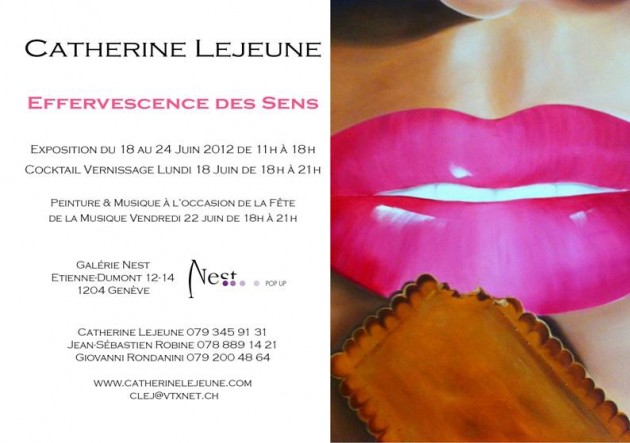 Catherine Lejeune
Effervescence des Sens
Exposition du 18 au 24 Juin 2012 de 11h à 18h
Cocktail Vernissage Lundi 18 Juin de 18h à 21h
Peinture & Musique à l'occasion de la Fête
de la Musique Vendredi 22 juin de 18h à 21h
Galérie Nest
Etienne-Dumont 12-14
1204 Genève
Nest
POP UP
Catherine Lejeune 079 345 91 31
Jean-Sébastien Robine 078 889 14 21
Giovanni Rondanini 079 200 48 64
www.catherinelejeune.com
clej@vtxnet.ch